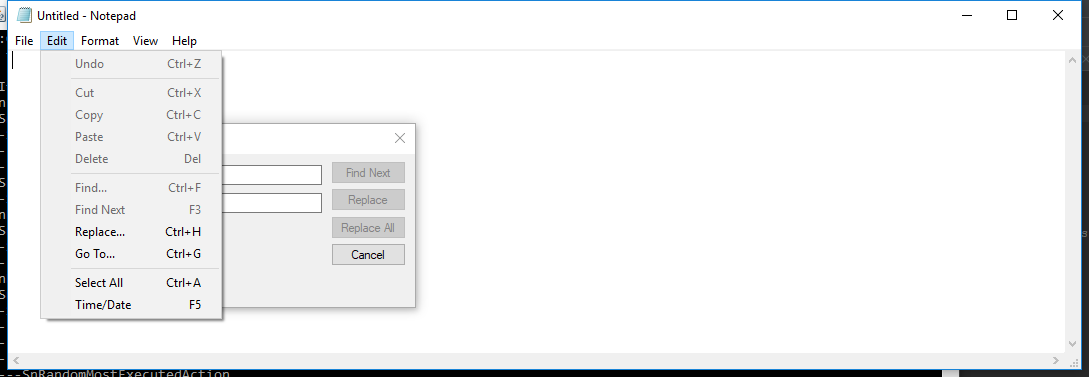 Untitled - Notepad
File Edit Format View Help
Undo Ctrl+Z
Cut Ctrl+X
Copy Ctrl+C
Paste Ctrl+V
Delete Del
Find... Ctrl+F
Find Next F3
Replace... Ctrl+H
Go To... Ctrl+G
Select All Ctrl+A
Time/Date F5
Find Next
Replace
Replace All
Cancel
---SnRandomMostExecutedAction